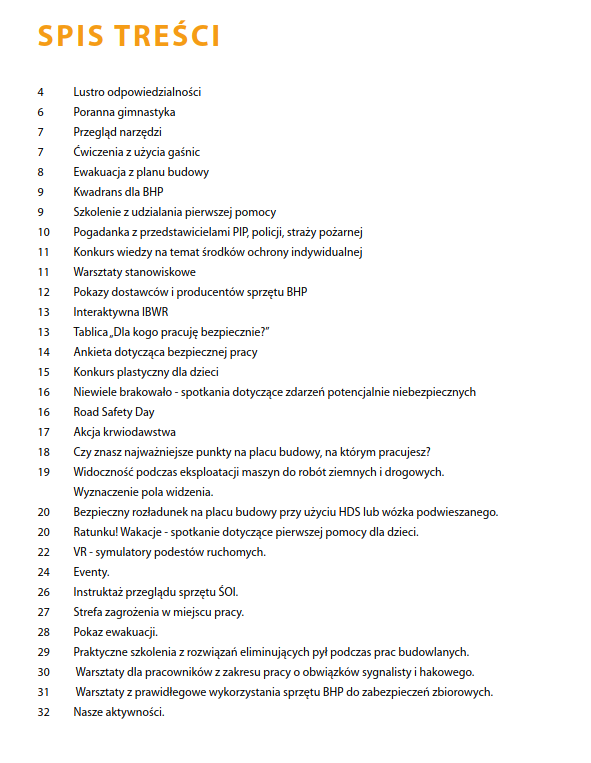 SPIS TREŚCI
4 Lustro odpowiedzialności
6 Poranna gimnastyka
7 Przegląd narzędzi
7 Ćwiczenia z użycia gaśnic
8 Ewakuacja z planu budowy
9 Kwadrans dla BHP
9 Szkolenie z udzialania pierwszej pomocy
10 Pogadanka z przedstawicielami PIP, policji, straży pożarnej
11 Konkurs wiedzy na temat środków ochrony indywidualnej
11 Warsztaty stanowiskowe
12 Pokazy dostawców i producentów sprzętu BHP
13 Interaktywna IBWR
13 Tablica „Dla kogo pracuję bezpiecznie?”
14 Ankieta dotycząca bezpiecznej pracy
15 Konkurs plastyczny dla dzieci
16 Niewiele brakowało - spotkania dotyczące zdarzeń potencjalnie niebezpiecznych
16 Road Safety Day
17 Akcja krwiodawstwa
18 Czy znasz najważniejsze punkty na placu budowy, na którym pracujesz?
19 Widoczność podczas eksploatacji maszyn do robót ziemnych i drogowych.
Wyznaczenie pola widzenia.
20 Bezpieczny rozładunek na placu budowy przy użyciu HDS lub wózka podwieszanego.
20 Ratunku! Wakacje - spotkanie dotyczące pierwszej pomocy dla dzieci.
22 VR - symulatory podestów ruchomych.
24 Eventy.
26 Instruktaż przeglądu sprzętu ŚOI.
27 Strefa zagrożenia w miejscu pracy.
28 Pokaz ewakuacji.
29 Praktyczne szkolenia z rozwiązań eliminujących pył podczas prac budowlanych.
30 Warsztaty dla pracowników z zakresu pracy o obwiązków sygnalisty i hakowego.
31 Warsztaty z prawidłegowe wykorzystania sprzętu BHP do zabezpieczeń zbiorowych.
32 Nasze aktywności.